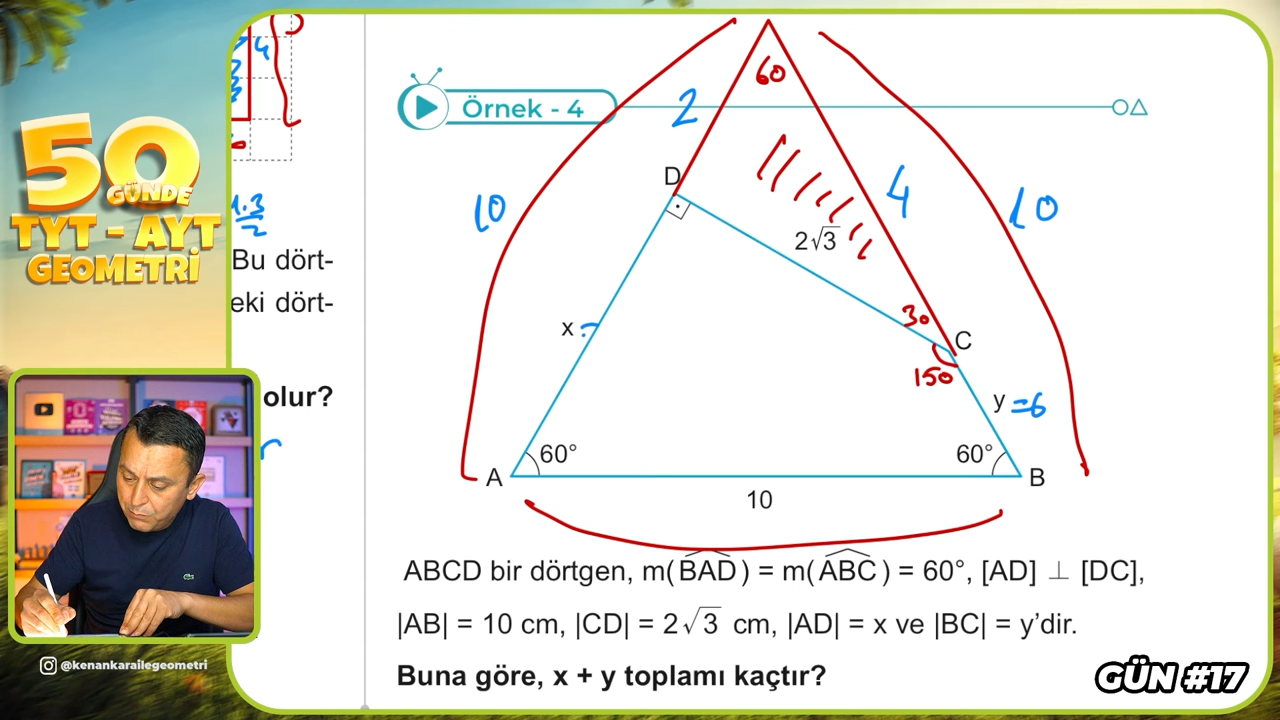 50
GÜNDE
TYT - AYT
GEOMETRİ
4
Bu dört-
eki dört-
olur?
Örnek - 4
60
2
D
10
4
10
2√3
x =
30
C
150
y = 6
A
60°
60°
B
10
ABCD bir dörtgen, m(BAD) = m(ABC) = 60°, [AD] ⊥ [DC],
|AB| = 10 cm, |CD| = 2√3 cm, |AD| = x ve |BC| = y'dir.
Buna göre, x + y toplamı kaçtır?
@kenankarailegeometri
GÜN #17